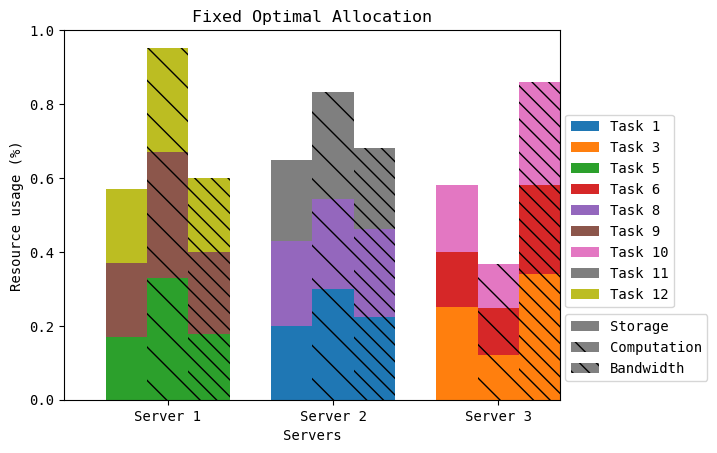 Fixed Optimal Allocation
Resource usage (%)
1.0
0.8
0.6
0.4
0.2
0.0
Server 1
Server 2
Server 3
Servers
Task 1
Task 3
Task 5
Task 6
Task 8
Task 9
Task 10
Task 11
Task 12
Storage
Computation
Bandwidth